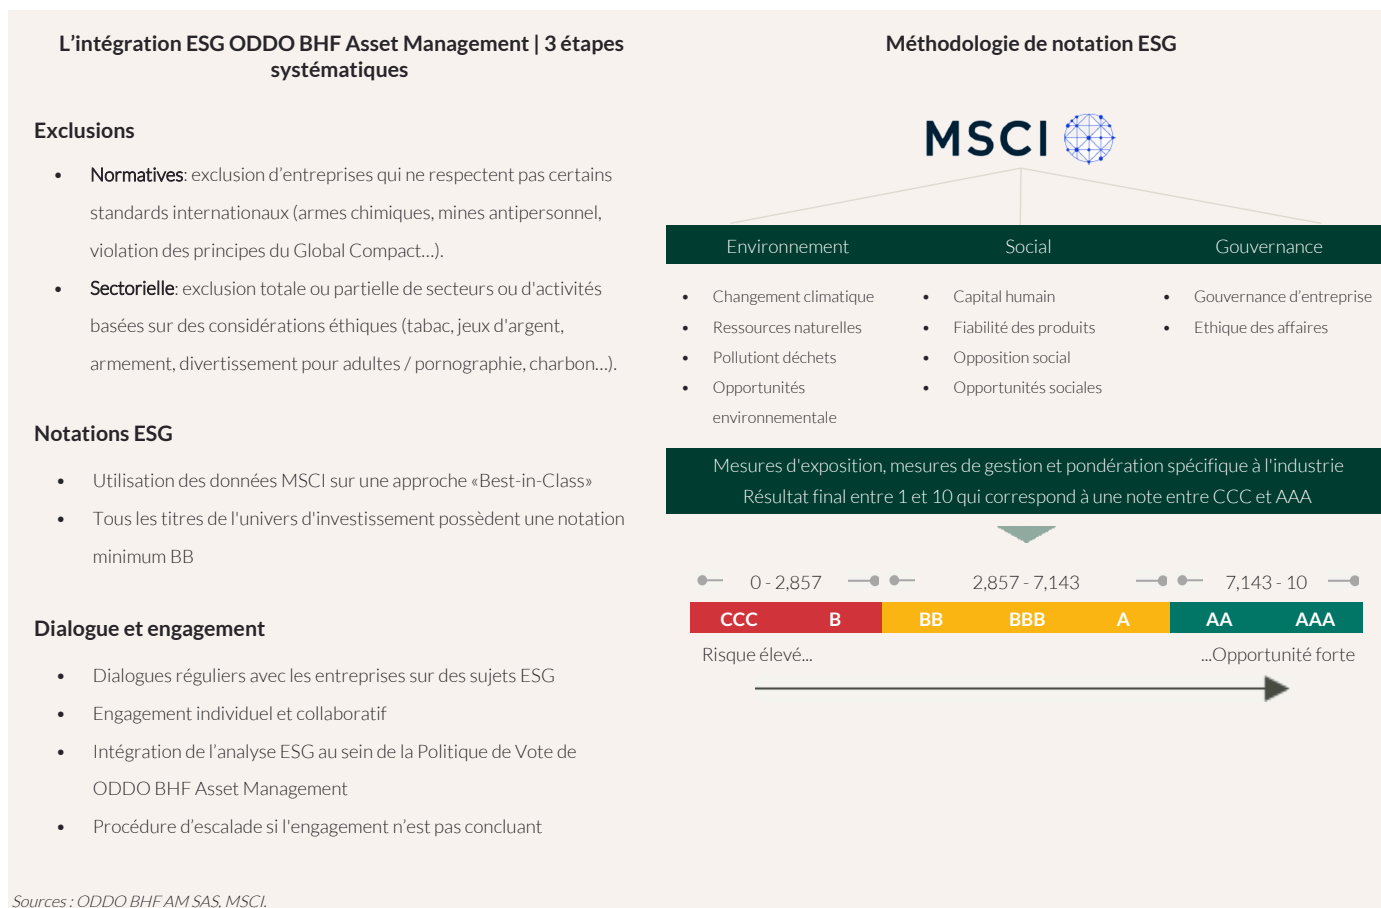 L’intégration ESG ODDO BHF Asset Management | 3 étapes
systématiques
Exclusions
• Normatives: exclusion d’entreprises qui ne respectent pas certains
standards internationaux (armes chimiques, mines antipersonnel,
violation des principes du Global Compact…).
• Sectorielle: exclusion totale ou partielle de secteurs ou d'activités
basées sur des considérations éthiques (tabac, jeux d'argent,
armement, divertissement pour adultes / pornographie, charbon…).
Notations ESG
• Utilisation des données MSCI sur une approche «Best-in-Class»
• Tous les titres de l'univers d'investissement possèdent une notation
minimum BB
Dialogue et engagement
• Dialogues réguliers avec les entreprises sur des sujets ESG
• Engagement individuel et collaboratif
• Intégration de l’analyse ESG au sein de la Politique de Vote de
ODDO BHF Asset Management
• Procédure d’escalade si l'engagement n’est pas concluant
Méthodologie de notation ESG
MSCI
Environnement Social Gouvernance
• Changement climatique
• Ressources naturelles
• Pollutiont déchets
• Opportunités
environnementale
• Capital humain
• Fiabilité des produits
• Opposition social
• Opportunités sociales
• Gouvernance d’entreprise
• Ethique des affaires
Mesures d'exposition, mesures de gestion et pondération spécifique à l'industrie
Résultat final entre 1 et 10 qui correspond à une note entre CCC et AAA
0 - 2,857 2,857 - 7,143 7,143 - 10
CCC B BB BBB A AA AAA
Risque élevé... ...Opportunité forte
Sources : ODDO BHF AM SAS, MSCI.